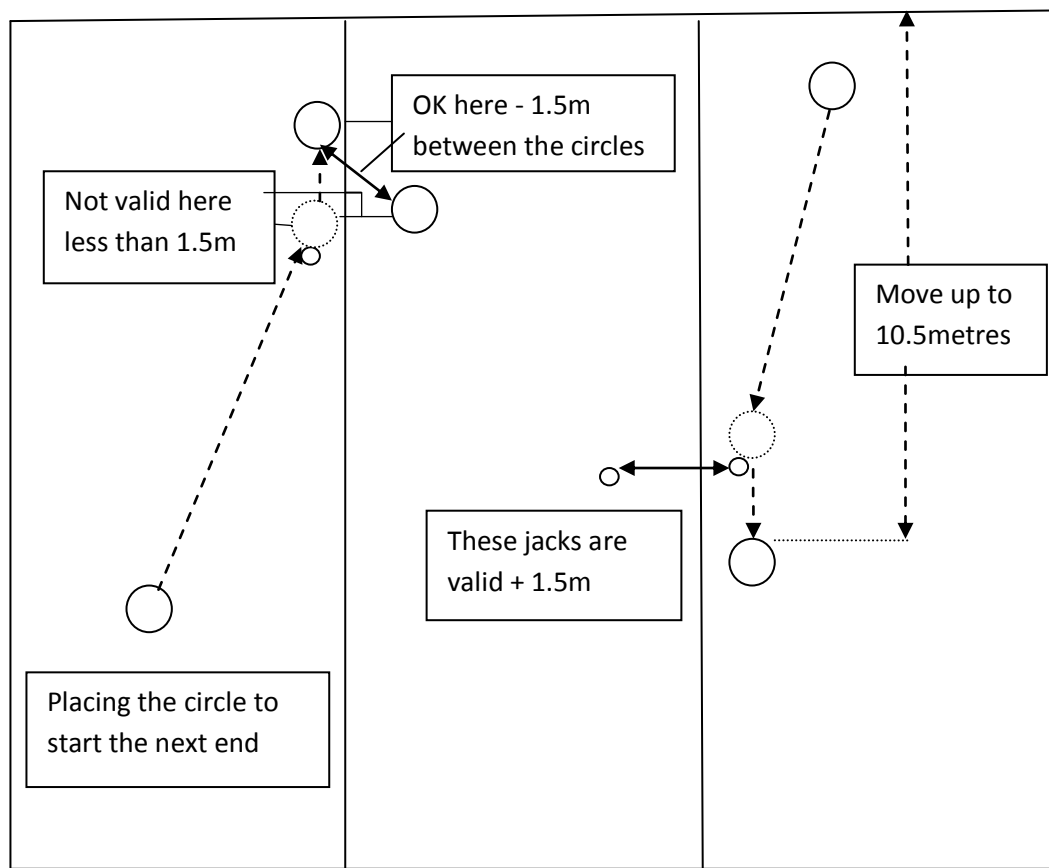 OK here - 1.5m
between the circles
Not valid here
less than 1.5m
Move up to
10.5metres
These jacks are
valid + 1.5m
Placing the circle to
start the next end